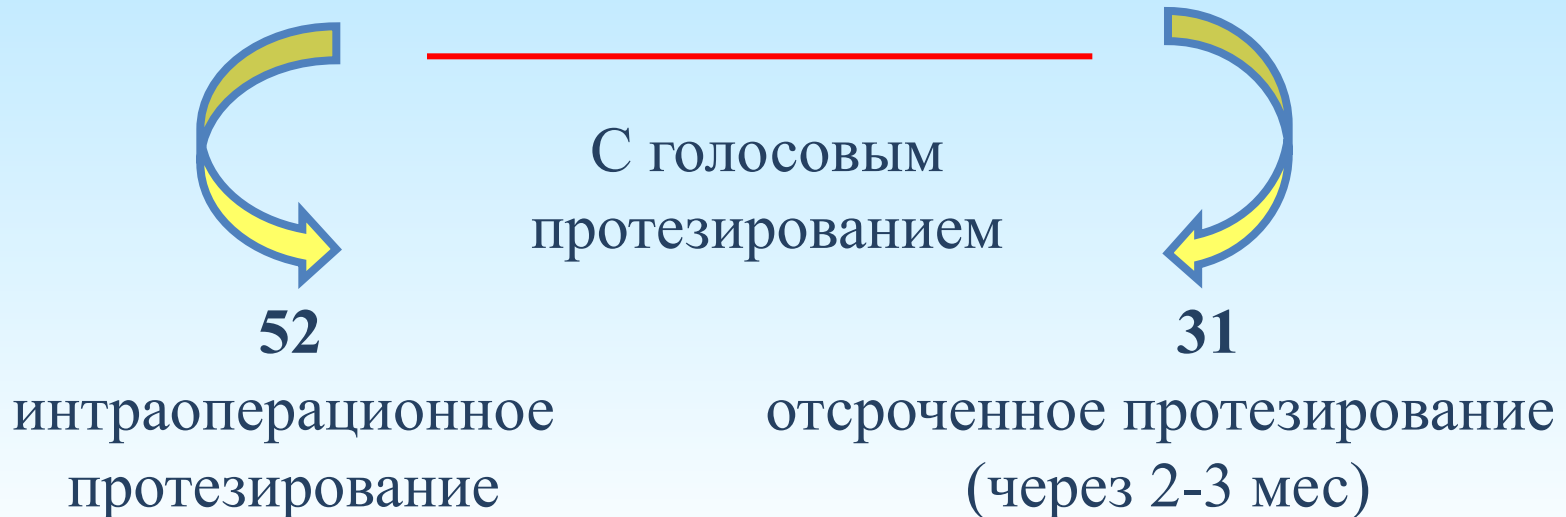 С голосовым
протезированием
52
31
интраоперационное
протезирование
отсроченное протезирование
(через 2-3 мес)